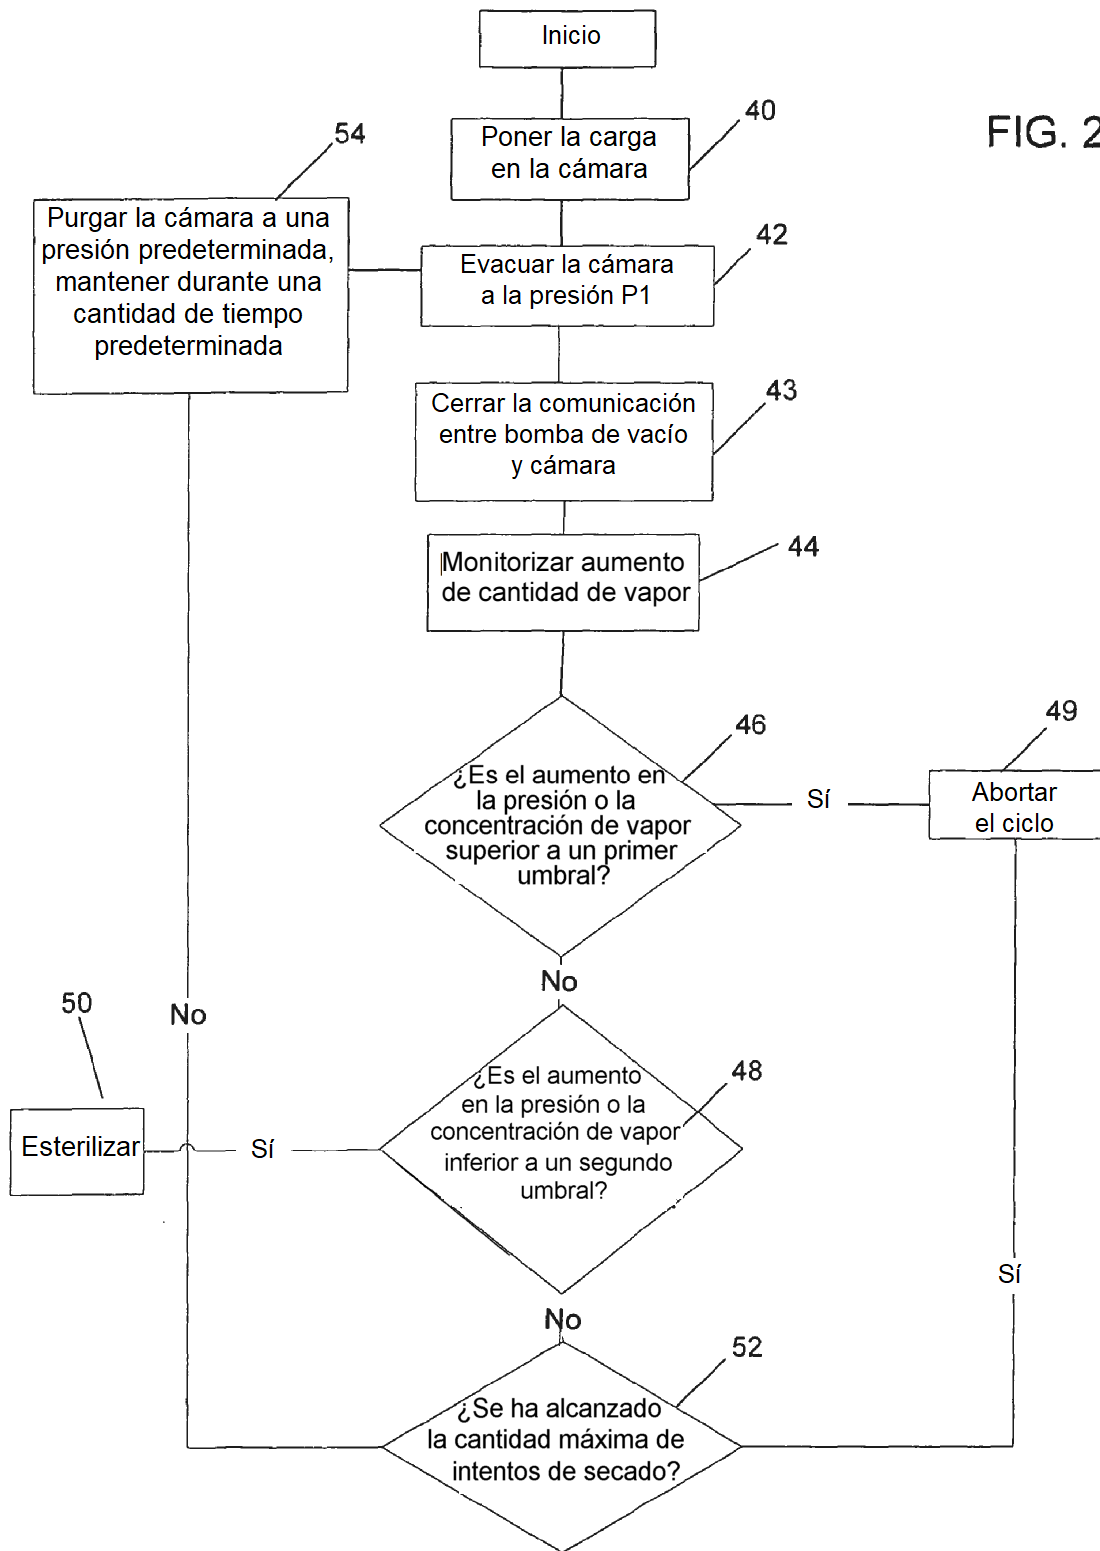 Inicio
FIG. 2
40
Poner la carga
en la cámara
54
Purgar la cámara a una
presión predeterminada,
mantener durante una
cantidad de tiempo
predeterminada
42
Evacuar la cámara
a la presión P1
43
Cerrar la comunicación
entre bomba de vacío
y cámara
44
Monitorizar aumento
de cantidad de vapor
46
¿Es el aumento en
la presión o la
concentración de vapor
superior a un primer
umbral?
Sí
49
Abortar
el ciclo
No
No
50
Esterilizar
Sí
48
¿Es el aumento
en la presión o la
concentración de vapor
inferior a un segundo
umbral?
Sí
No
52
¿Se ha alcanzado
la cantidad máxima de
intentos de secado?